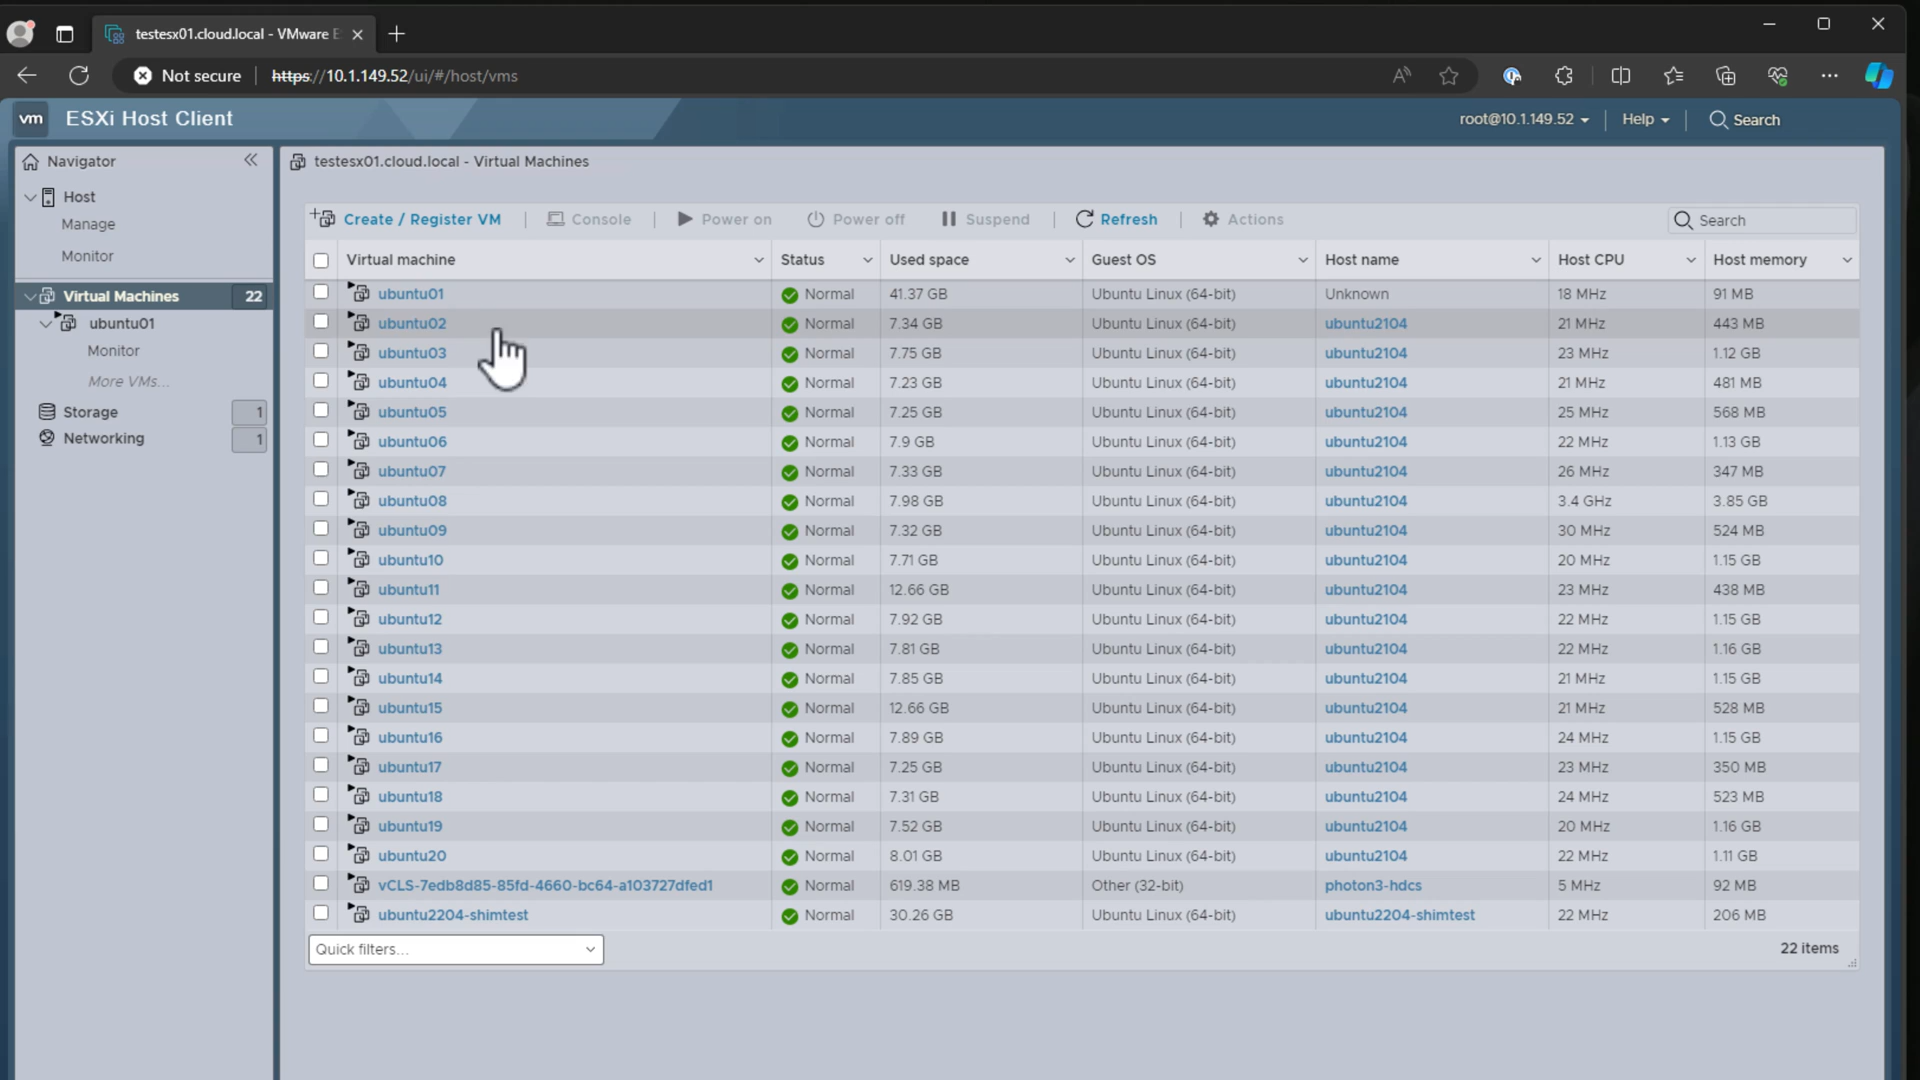 testesx01.cloud.local - VMware E
Not secure https://10.1.149.52/ui/#/host/vms
vm ESXi Host Client root@10.1.149.52 Help Search
Navigator
Host
Manage
Monitor
Virtual Machines 22
ubuntu01
Monitor
More VMs...
Storage 1
Networking 1
testesx01.cloud.local - Virtual Machines
Create / Register VM Console Power on Power off Suspend Refresh Actions Search
Virtual machine Status Used space Guest OS Host name Host CPU Host memory
ubuntu01 Normal 41.37 GB Ubuntu Linux (64-bit) Unknown 18 MHz 91 MB
ubuntu02 Normal 7.34 GB Ubuntu Linux (64-bit) ubuntu2104 21 MHz 443 MB
ubuntu03 Normal 7.75 GB Ubuntu Linux (64-bit) ubuntu2104 23 MHz 1.12 GB
ubuntu04 Normal 7.23 GB Ubuntu Linux (64-bit) ubuntu2104 21 MHz 481 MB
ubuntu05 Normal 7.25 GB Ubuntu Linux (64-bit) ubuntu2104 25 MHz 568 MB
ubuntu06 Normal 7.9 GB Ubuntu Linux (64-bit) ubuntu2104 22 MHz 1.13 GB
ubuntu07 Normal 7.33 GB Ubuntu Linux (64-bit) ubuntu2104 26 MHz 347 MB
ubuntu08 Normal 7.98 GB Ubuntu Linux (64-bit) ubuntu2104 3.4 GHz 3.85 GB
ubuntu09 Normal 7.32 GB Ubuntu Linux (64-bit) ubuntu2104 30 MHz 524 MB
ubuntu10 Normal 7.71 GB Ubuntu Linux (64-bit) ubuntu2104 20 MHz 1.15 GB
ubuntu11 Normal 12.66 GB Ubuntu Linux (64-bit) ubuntu2104 23 MHz 438 MB
ubuntu12 Normal 7.92 GB Ubuntu Linux (64-bit) ubuntu2104 22 MHz 1.15 GB
ubuntu13 Normal 7.81 GB Ubuntu Linux (64-bit) ubuntu2104 22 MHz 1.16 GB
ubuntu14 Normal 7.85 GB Ubuntu Linux (64-bit) ubuntu2104 21 MHz 1.15 GB
ubuntu15 Normal 12.66 GB Ubuntu Linux (64-bit) ubuntu2104 21 MHz 528 MB
ubuntu16 Normal 7.89 GB Ubuntu Linux (64-bit) ubuntu2104 24 MHz 1.15 GB
ubuntu17 Normal 7.25 GB Ubuntu Linux (64-bit) ubuntu2104 23 MHz 350 MB
ubuntu18 Normal 7.31 GB Ubuntu Linux (64-bit) ubuntu2104 24 MHz 523 MB
ubuntu19 Normal 7.52 GB Ubuntu Linux (64-bit) ubuntu2104 20 MHz 1.16 GB
ubuntu20 Normal 8.01 GB Ubuntu Linux (64-bit) ubuntu2104 22 MHz 1.11 GB
vCLS-7edb8d85-85fd-4660-bc64-a103727dfed1 Normal 619.38 MB Other (32-bit) photon3-hdcs 5 MHz 92 MB
ubuntu2204-shimtest Normal 30.26 GB Ubuntu Linux (64-bit) ubuntu2204-shimtest 22 MHz 206 MB
Quick filters... 22 items